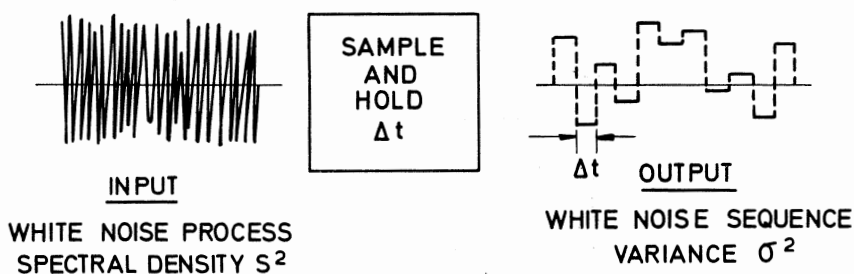 SAMPLE
AND
HOLD
Δt
Δt
INPUT
WHITE NOISE PROCESS
SPECTRAL DENSITY S²
OUTPUT
WHITE NOISE SEQUENCE
VARIANCE σ²